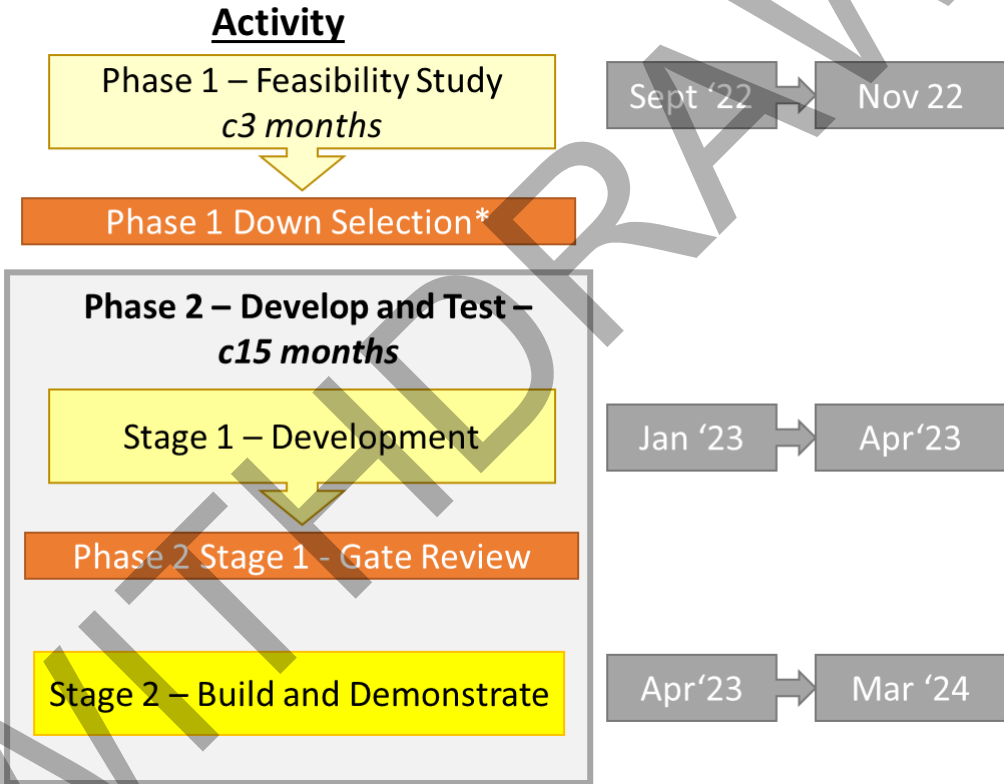 Activity
Phase 1 – Feasibility Study
c3 months
Sept ‘22
Nov 22
Phase 1 Down Selection*
Phase 2 – Develop and Test –
c15 months
Stage 1 – Development
Jan ‘23
Apr‘23
Phase 2 Stage 1 - Gate Review
Stage 2 – Build and Demonstrate
Apr‘23
Mar ‘24
WITHDRAW